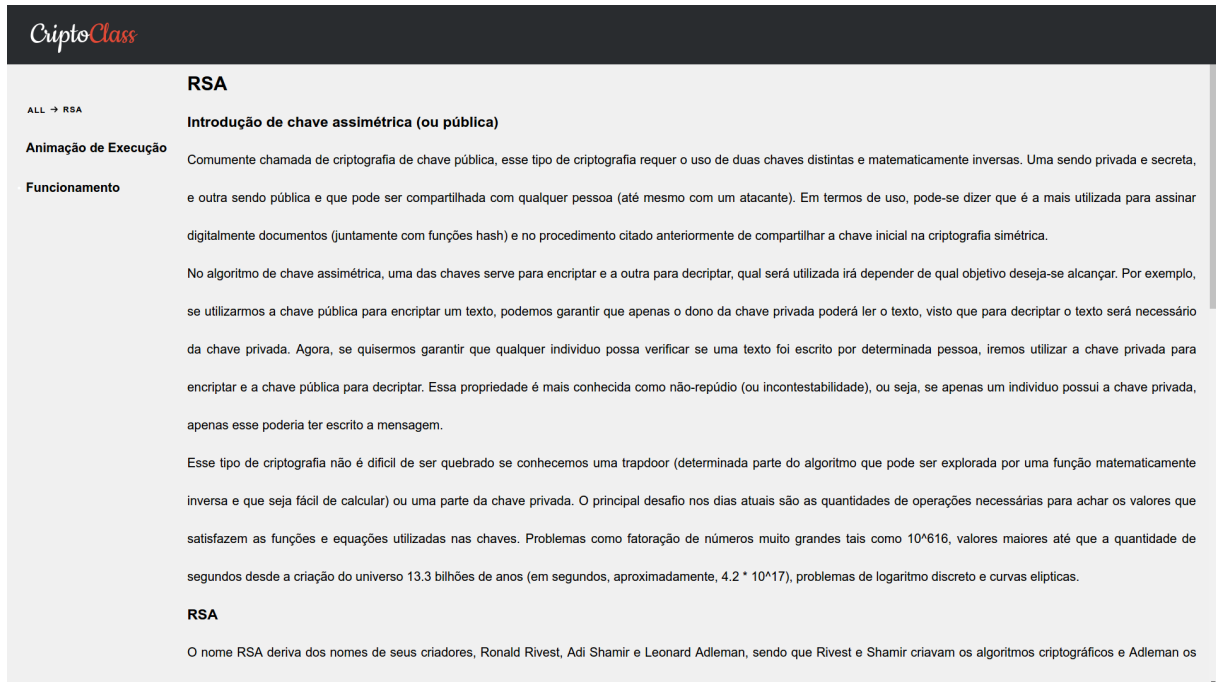 CriptoClass
ALL → RSA
Animação de Execução
Funcionamento
RSA
Introdução de chave assimétrica (ou pública)
Comumente chamada de criptografia de chave pública, esse tipo de criptografia requer o uso de duas chaves distintas e matematicamente inversas. Uma sendo privada e secreta,
e outra sendo pública e que pode ser compartilhada com qualquer pessoa (até mesmo com um atacante). Em termos de uso, pode-se dizer que é a mais utilizada para assinar
digitalmente documentos (juntamente com funções hash) e no procedimento citado anteriormente de compartilhar a chave inicial na criptografia simétrica.
No algoritmo de chave assimétrica, uma das chaves serve para encriptar e a outra para decriptar, qual será utilizada irá depender de qual objetivo deseja-se alcançar. Por exemplo,
se utilizarmos a chave pública para encriptar um texto, podemos garantir que apenas o dono da chave privada poderá ler o texto, visto que para decriptar o texto será necessário
da chave privada. Agora, se quisermos garantir que qualquer individuo possa verificar se uma texto foi escrito por determinada pessoa, iremos utilizar a chave privada para
encriptar e a chave pública para decriptar. Essa propriedade é mais conhecida como não-repúdio (ou incontestabilidade), ou seja, se apenas um individuo possui a chave privada,
apenas esse poderia ter escrito a mensagem.
Esse tipo de criptografia não é dificil de ser quebrado se conhecemos uma trapdoor (determinada parte do algoritmo que pode ser explorada por uma função matematicamente
inversa e que seja fácil de calcular) ou uma parte da chave privada. O principal desafio nos dias atuais são as quantidades de operações necessárias para achar os valores que
satisfazem as funções e equações utilizadas nas chaves. Problemas como fatoração de números muito grandes tais como 10^616, valores maiores até que a quantidade de
segundos desde a criação do universo 13.3 bilhões de anos (em segundos, aproximadamente, 4.2 * 10^17), problemas de logaritmo discreto e curvas elipticas.
RSA
O nome RSA deriva dos nomes de seus criadores, Ronald Rivest, Adi Shamir e Leonard Adleman, sendo que Rivest e Shamir criavam os algoritmos criptográficos e Adleman os